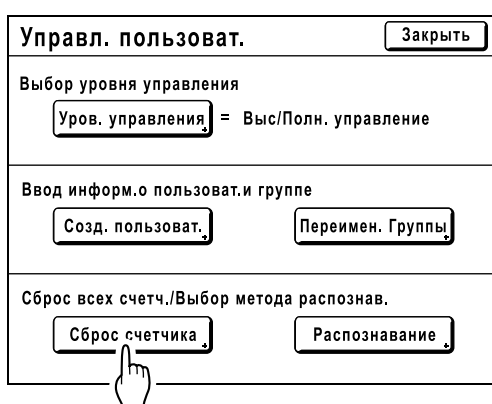 Управл. пользоват. Закрыть
Выбор уровня управления
Уров. управления = Выс/Полн. управление
Ввод информ.о пользоват.и группе
Созд. пользоват. Переимен. Группы
Сброс всех счетч./Выбор метода распознав.
Сброс счетчика Распознавание